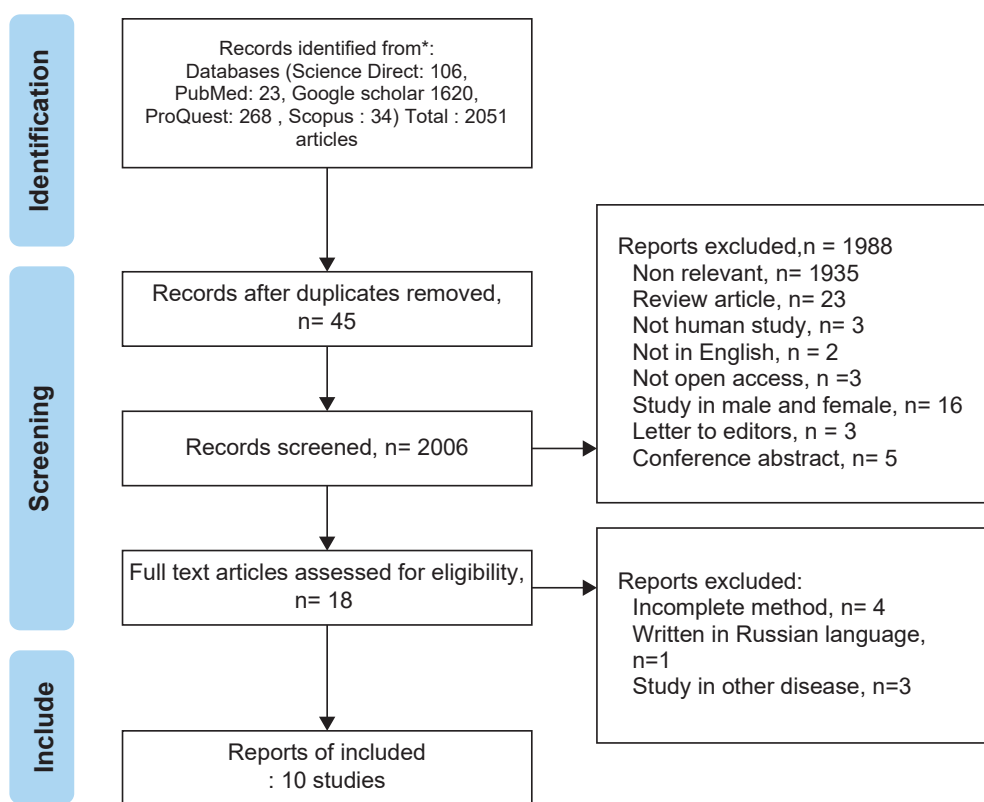 Identification
Records identified from*:
Databases (Science Direct: 106,
PubMed: 23, Google scholar 1620,
ProQuest: 268 , Scopus : 34) Total : 2051
articles
Screening
Records after duplicates removed,
n= 45
Records screened, n= 2006
Reports excluded,n = 1988
Non relevant, n= 1935
Review article, n= 23
Not human study, n= 3
Not in English, n = 2
Not open access, n =3
Study in male and female, n= 16
Letter to editors, n = 3
Conference abstract, n= 5
Full text articles assessed for eligibility,
n= 18
Reports excluded:
Incomplete method, n= 4
Written in Russian language,
n=1
Study in other disease, n=3
Include
Reports of included
: 10 studies